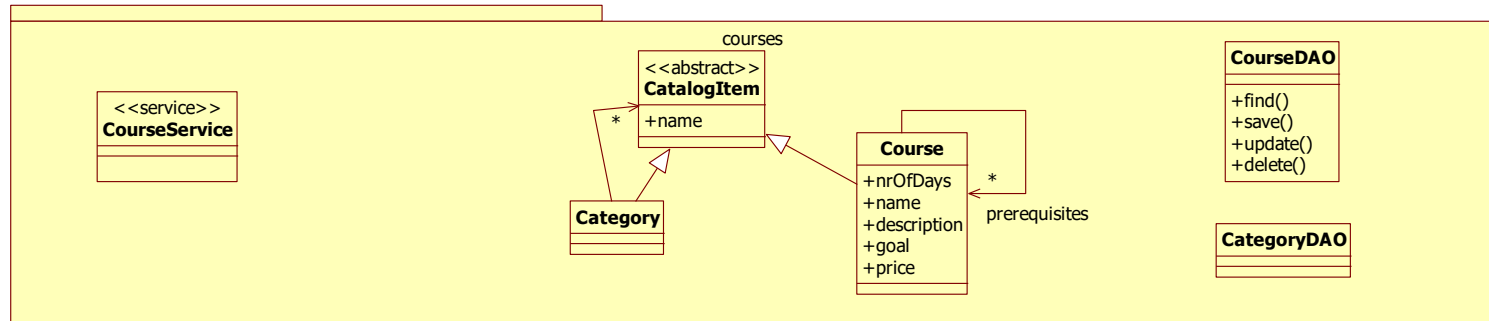 courses
<<service>>
CourseService
<<abstract>>
CatalogItem
+name
*
Category
Course
+nrOfDays
+name
+description
+goal
+price
*
prerequisites
CourseDAO
+find()
+save()
+update()
+delete()
CategoryDAO